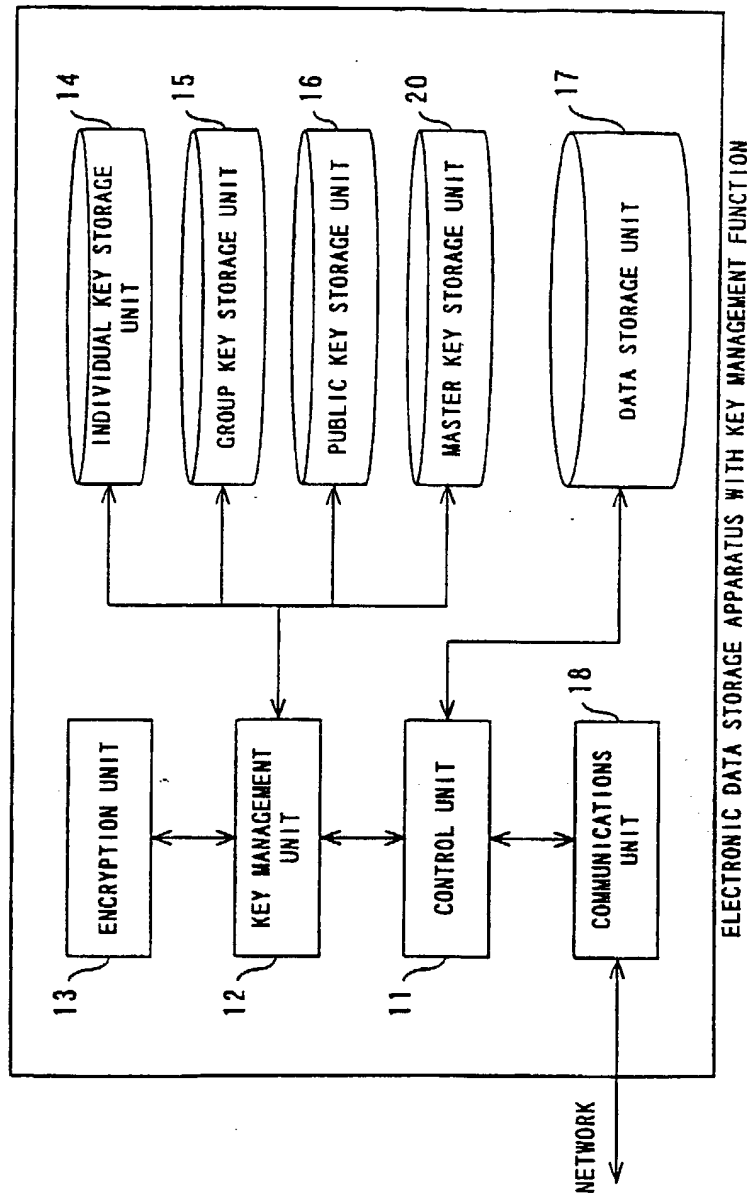 13
ENCRYPTION UNIT
12
KEY MANAGEMENT
UNIT
11
CONTROL UNIT
18
COMMUNICATIONS
UNIT
NETWORK
14
INDIVIDUAL KEY STORAGE
UNIT
15
GROUP KEY STORAGE UNIT
16
PUBLIC KEY STORAGE UNIT
20
MASTER KEY STORAGE UNIT
17
DATA STORAGE UNIT
ELECTRONIC DATA STORAGE APPARATUS WITH KEY MANAGEMENT FUNCTION